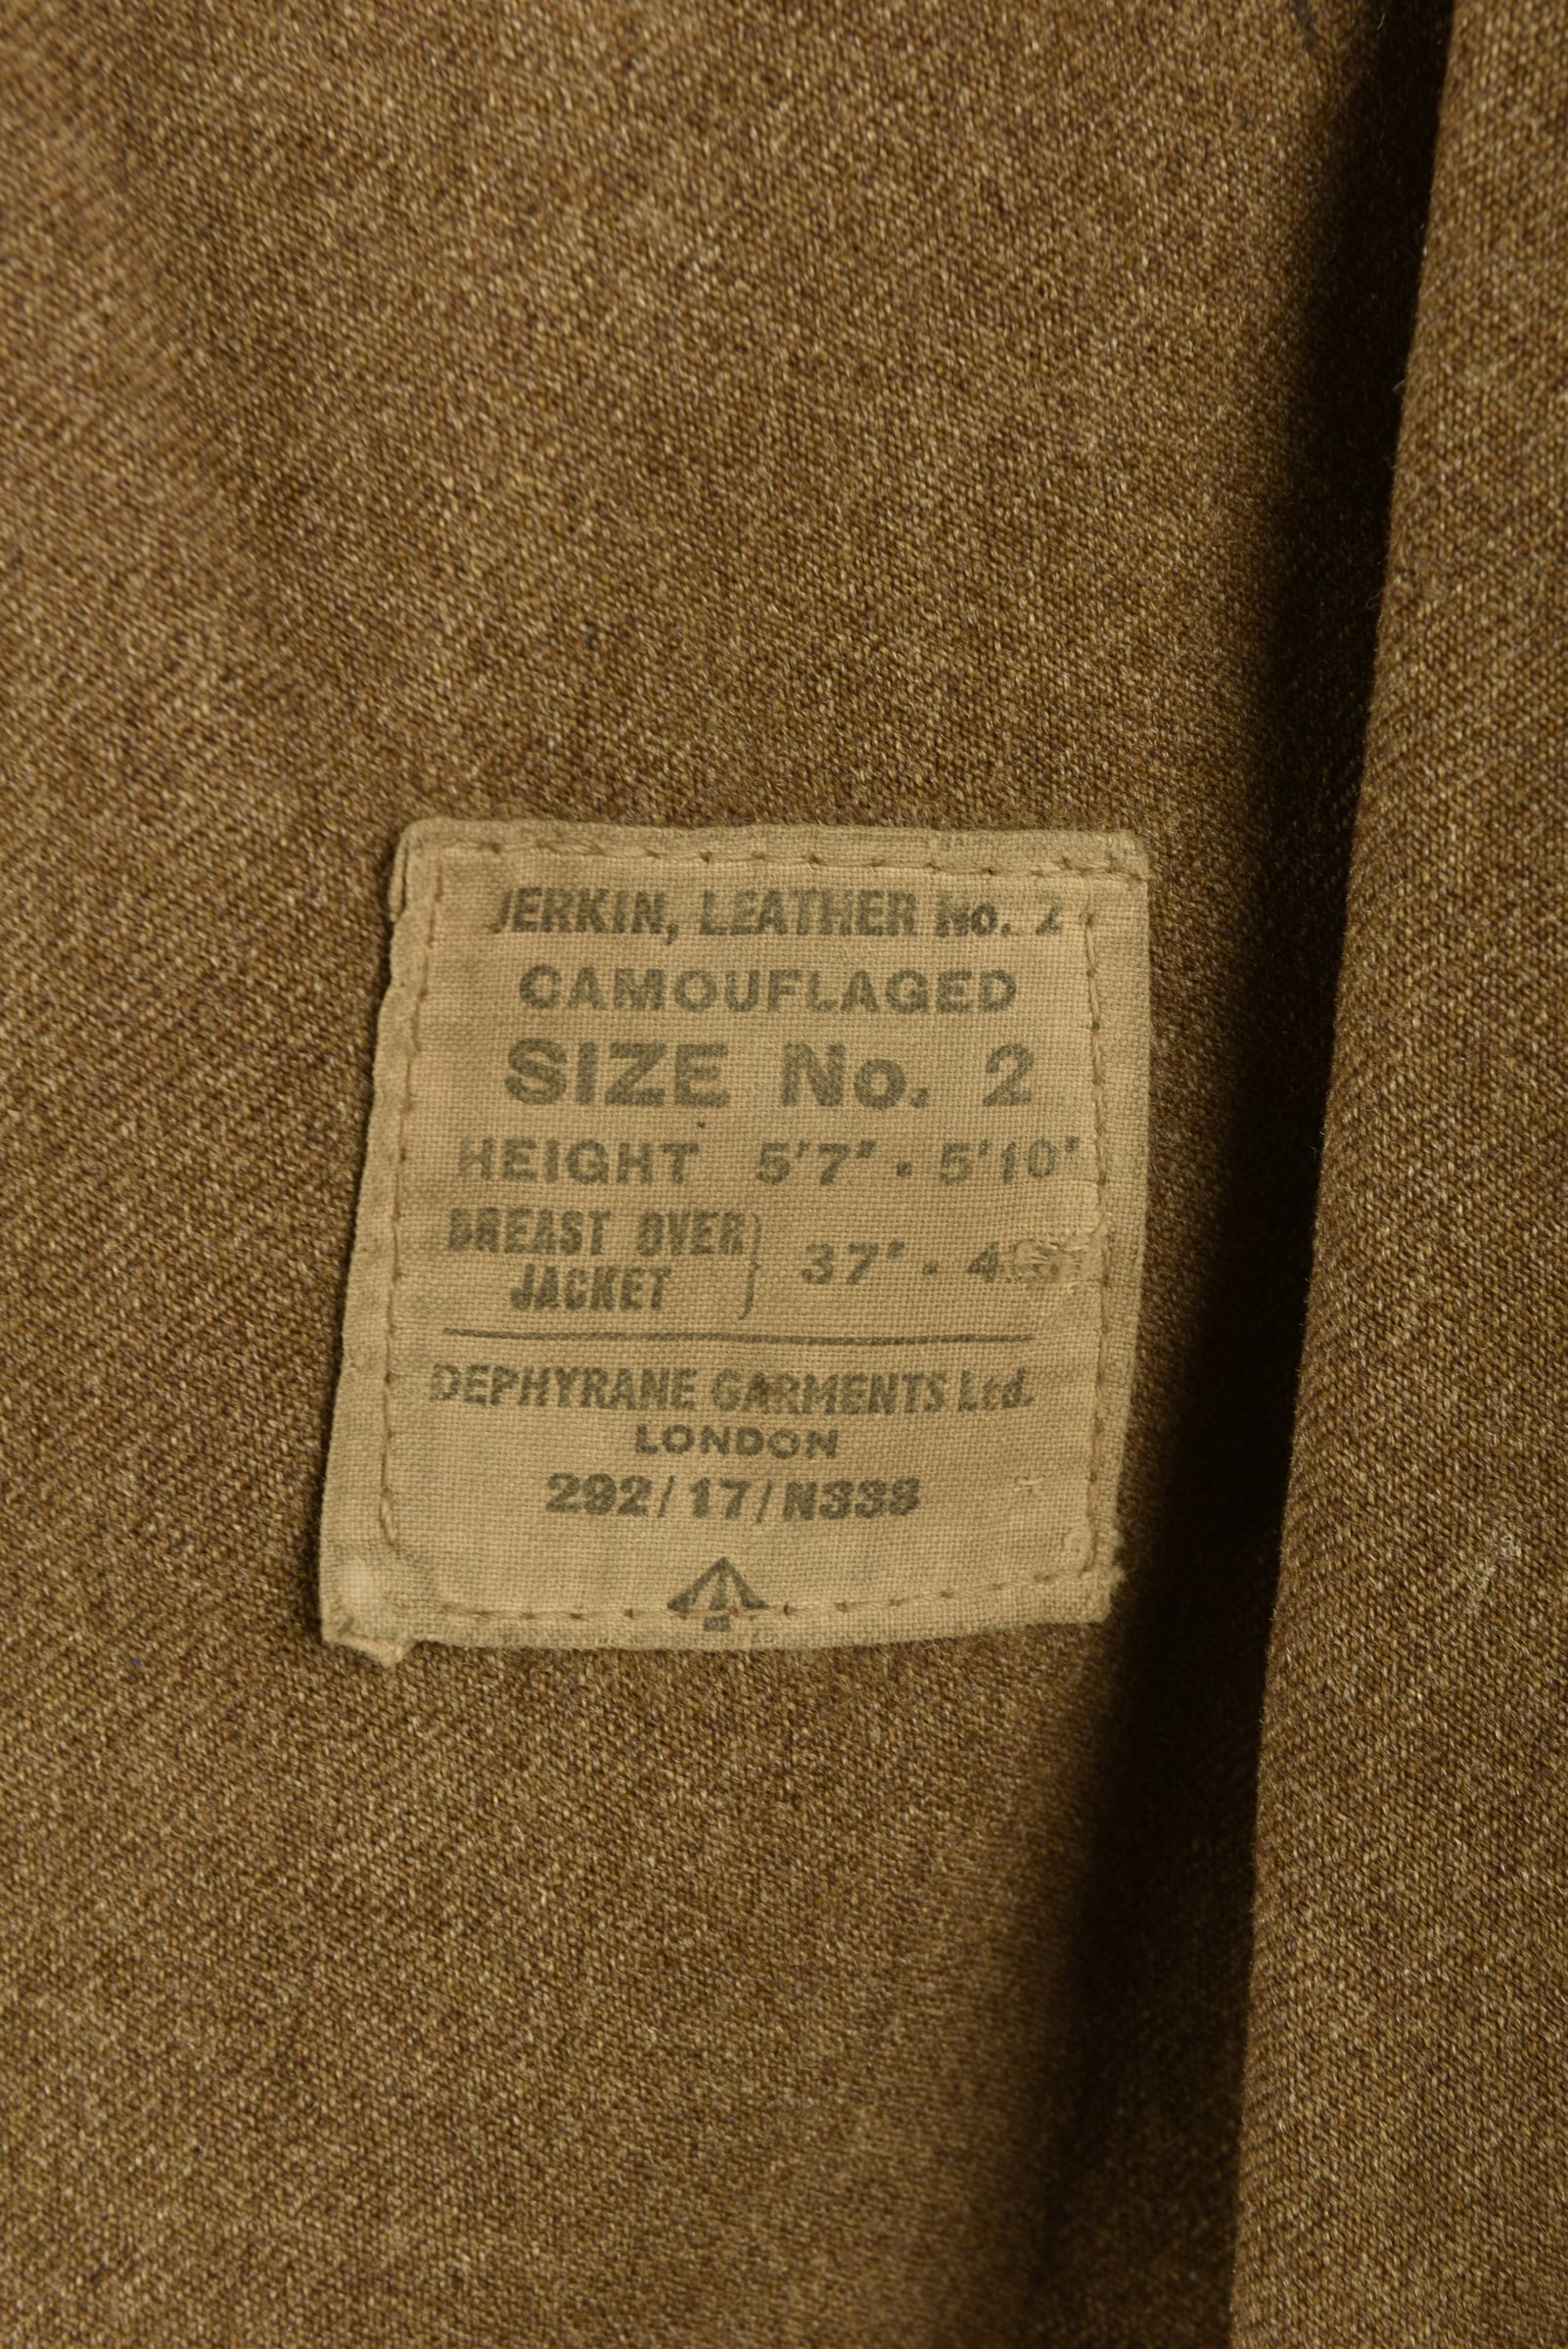 JERKIN, LEATHER No. 2
CAMOUFLAGED
SIZE No. 2
HEIGHT 5'7" - 5'10"
BREAST OVER
JACKET } 37" -
DEPHYRANE GARMENTS Ltd.
LONDON
292/17/N338